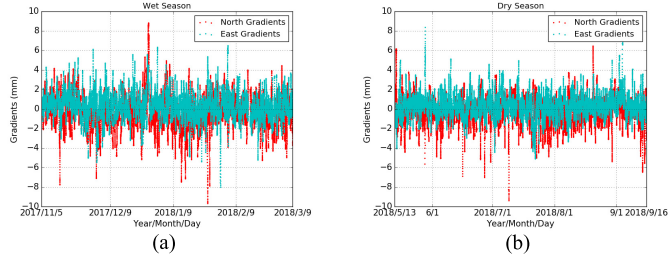 Wet Season
Gradients (mm)
10
8
6
4
2
0
−2
−4
−6
−8
−10
North Gradients
East Gradients
2017/11/5 2017/12/9 2018/1/9 2018/2/9 2018/3/9
Year/Month/Day
(a)
Dry Season
Gradients (mm)
10
8
6
4
2
0
−2
−4
−6
−8
−10
North Gradients
East Gradients
2018/5/13 6/1 2018/7/1 2018/8/1 9/1 2018/9/16
Year/Month/Day
(b)